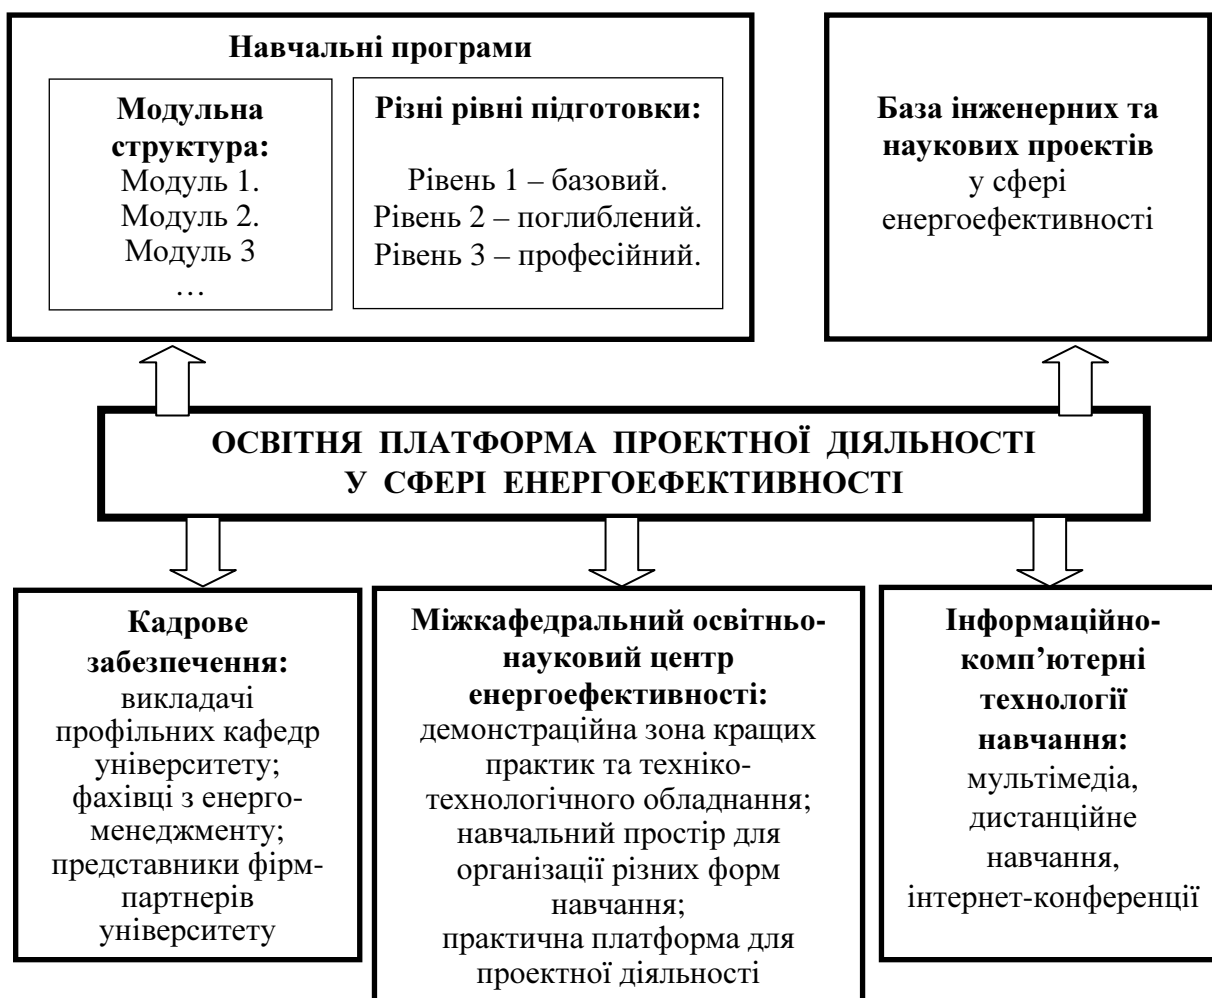 Навчальні програми
Модульна
структура:
Модуль 1.
Модуль 2.
Модуль 3
…
Різні рівні підготовки:
Рівень 1 – базовий.
Рівень 2 – поглиблений.
Рівень 3 – професійний.
База інженерних та
наукових проектів
у сфері
енергоефективності
ОСВІТНЯ ПЛАТФОРМА ПРОЕКТНОЇ ДІЯЛЬНОСТІ
У СФЕРІ ЕНЕРГОЕФЕКТИВНОСТІ
Кадрове
забезпечення:
викладачі
профільних кафедр
університету;
фахівці з енерго-
менеджменту;
представники фірм-
партнерів
університету
Міжкафедральний освітньо-
науковий центр
енергоефективності:
демонстраційна зона кращих
практик та техніко-
технологічного обладнання;
навчальний простір для
організації різних форм
навчання;
практична платформа для
проектної діяльності
Інформаційно-
комп’ютерні
технології
навчання:
мультімедіа,
дистанційне
навчання,
інтернет-конференції